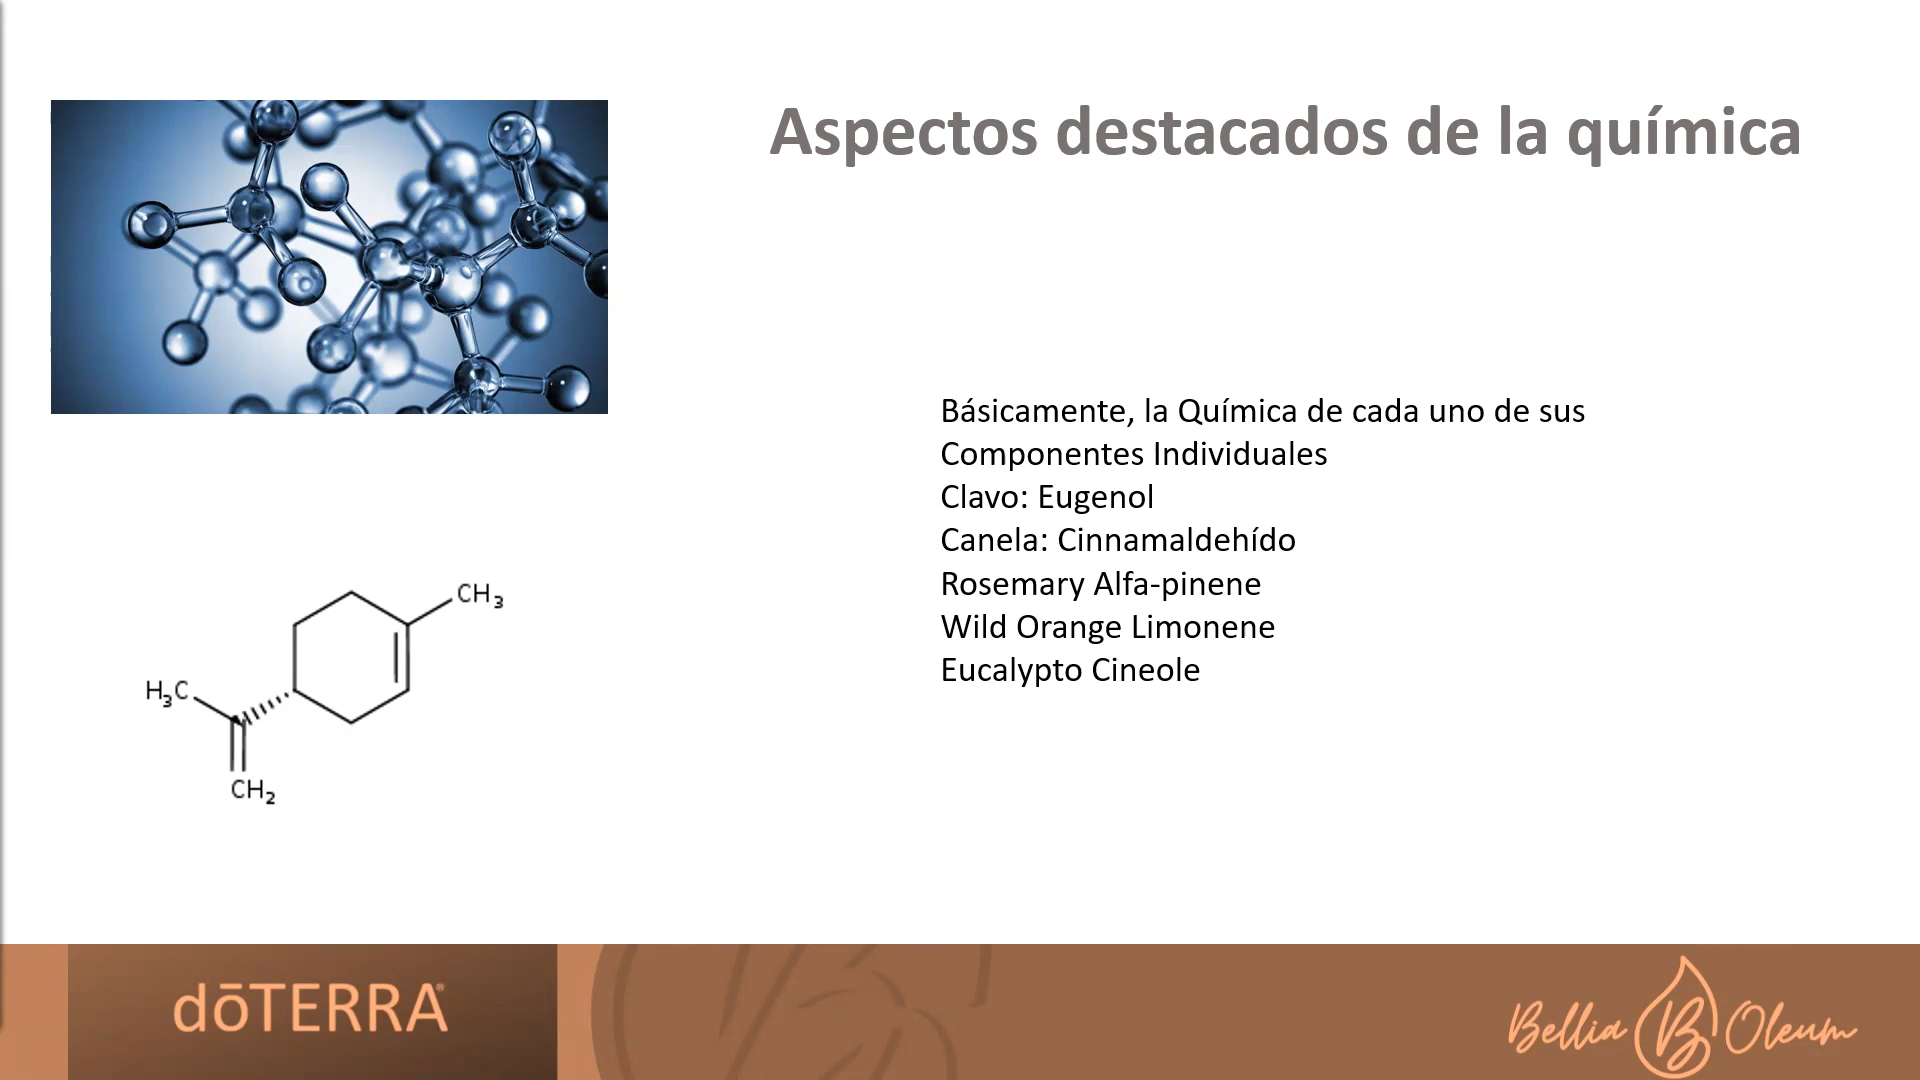 Aspectos destacados de la química
Básicamente, la Química de cada uno de sus
Componentes Individuales
Clavo: Eugenol
Canela: Cinnamaldehído
Rosemary Alfa-pinene
Wild Orange Limonene
Eucalypto Cineole
CH₃
H₃C
CH₂
dōTERRA®
Bellia B Oleum